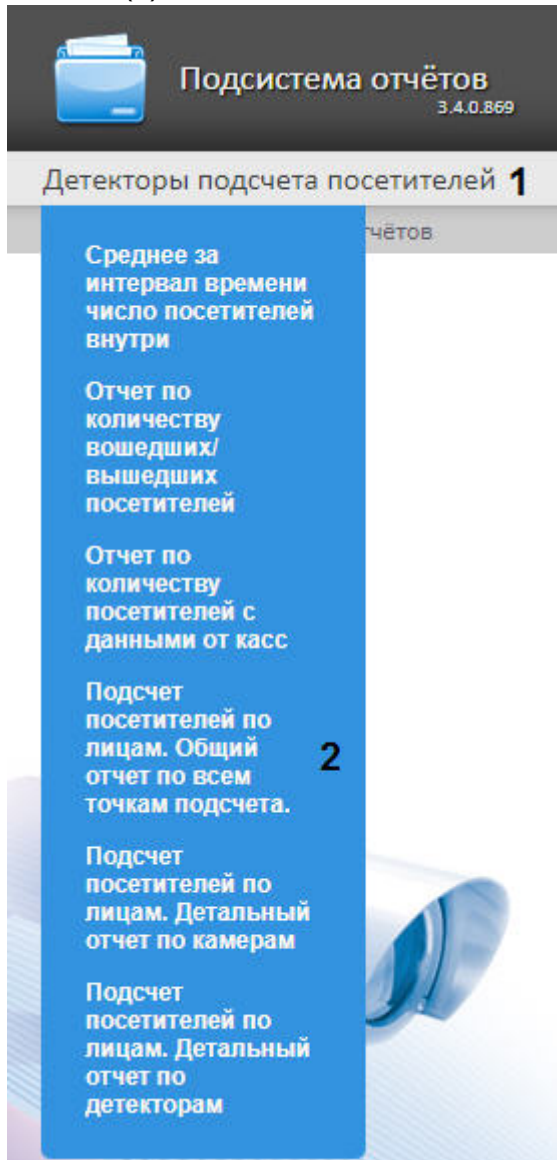 Подсистема отчётов
3.4.0.869
Детекторы подсчета посетителей 1
чётов
Среднее за
интервал времени
число посетителей
внутри
Отчет по
количеству
вошедших/
вышедших
посетителей
Отчет по
количеству
посетителей с
данными от касс
Подсчет
посетителей по
лицам. Общий
отчет по всем
точкам подсчета.
2
Подсчет
посетителей по
лицам. Детальный
отчет по камерам
Подсчет
посетителей по
лицам. Детальный
отчет по
детекторам